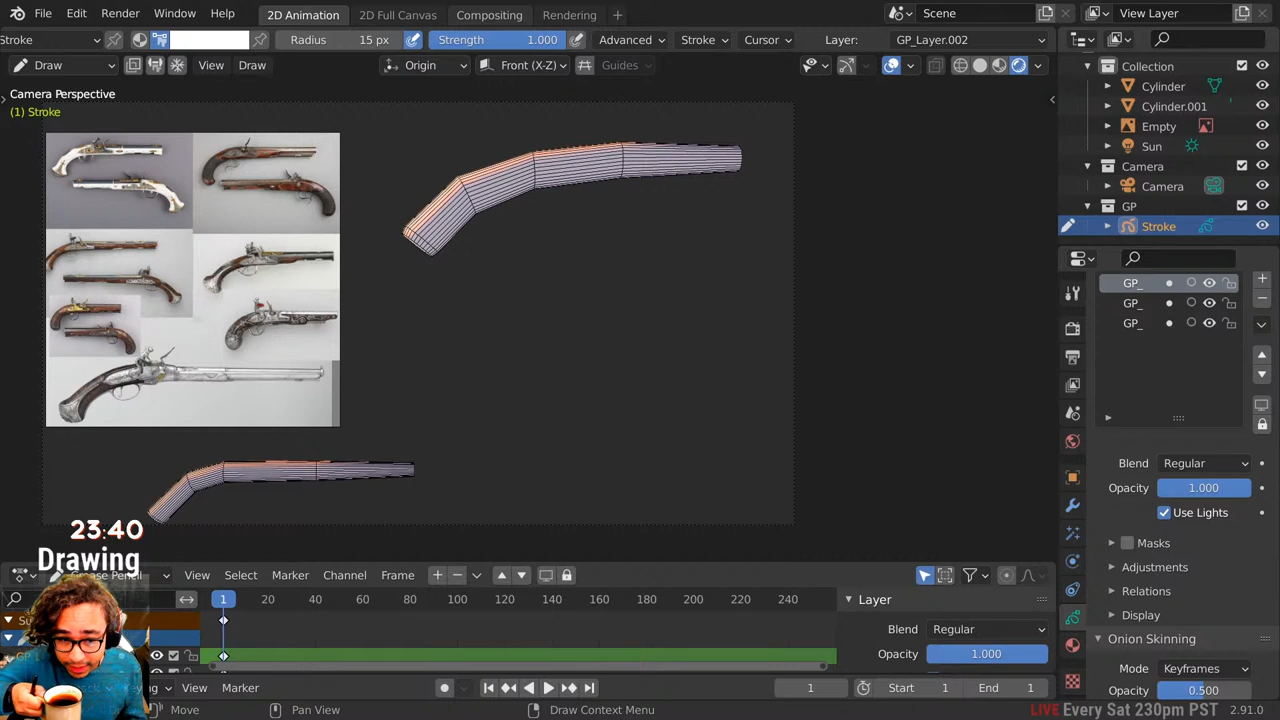 File Edit Render Window Help 2D Animation 2D Full Canvas Compositing Rendering Scene View Layer
Stroke Radius 15 px Strength 1.000 Advanced Stroke Cursor Layer: GP_Layer.002
Draw View Draw Origin Front (X-Z) Guides
Camera Perspective
(1) Stroke
Collection
Cylinder
Cylinder.001
Empty
Sun
Camera
Camera
GP
Stroke
GP_
GP_
GP_
Blend Regular
Opacity 1.000
Use Lights
Masks
Adjustments
Relations
Display
Onion Skinning
Mode Keyframes
Opacity 0.500
23:40
Drawing
Grease Pencil View Select Marker Channel Frame
1 20 40 60 80 100 120 140 160 180 200 220 240
Layer
Blend Regular
Opacity 1.000
View Marker 1 Start 1 End 1
Move Pan View Draw Context Menu
LIVE Every Sat 230pm PST
2.91.0